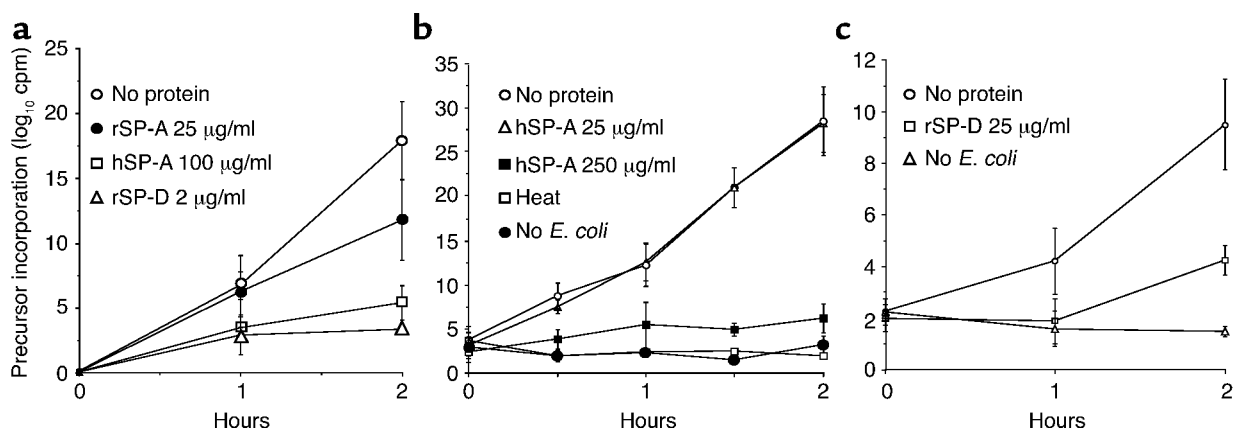 a
Precursor incorporation (log₁₀ cpm)
25
20
15
10
5
0
No protein
rSP-A 25 μg/ml
hSP-A 100 μg/ml
rSP-D 2 μg/ml
0 1 2
Hours
b
35
30
25
20
15
10
5
0
No protein
hSP-A 25 μg/ml
hSP-A 250 μg/ml
Heat
No E. coli
0 1 2
Hours
c
12
10
8
6
4
2
0
No protein
rSP-D 25 μg/ml
No E. coli
0 1 2
Hours